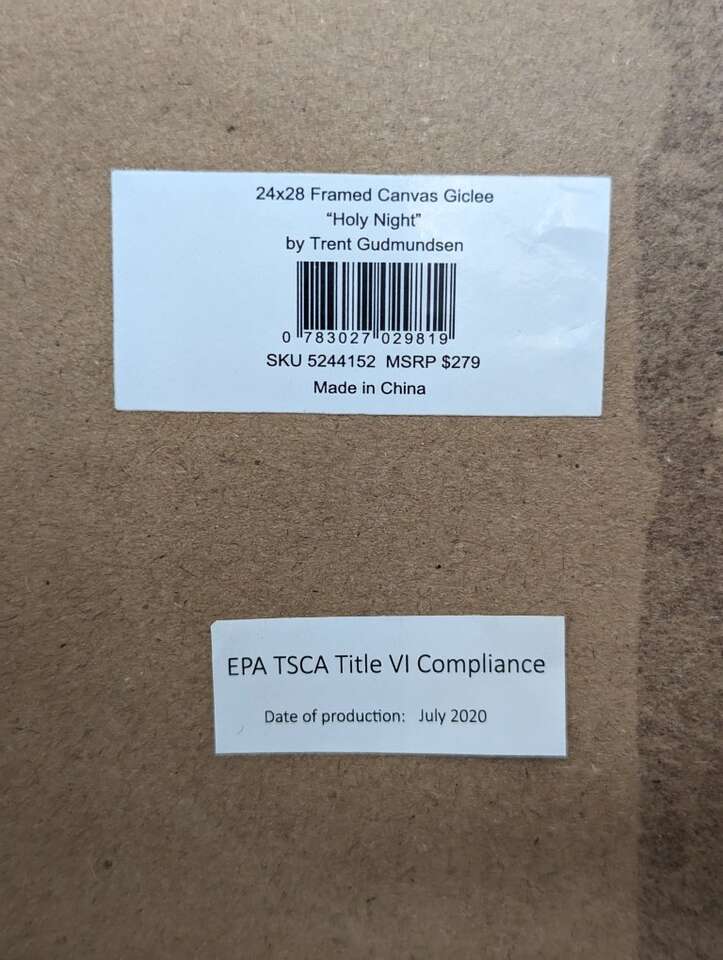 24x28 Framed Canvas Giclee
“Holy Night”
by Trent Gudmundsen
0 783027 029819
SKU 5244152 MSRP $279
Made in China
EPA TSCA Title VI Compliance
Date of production: July 2020